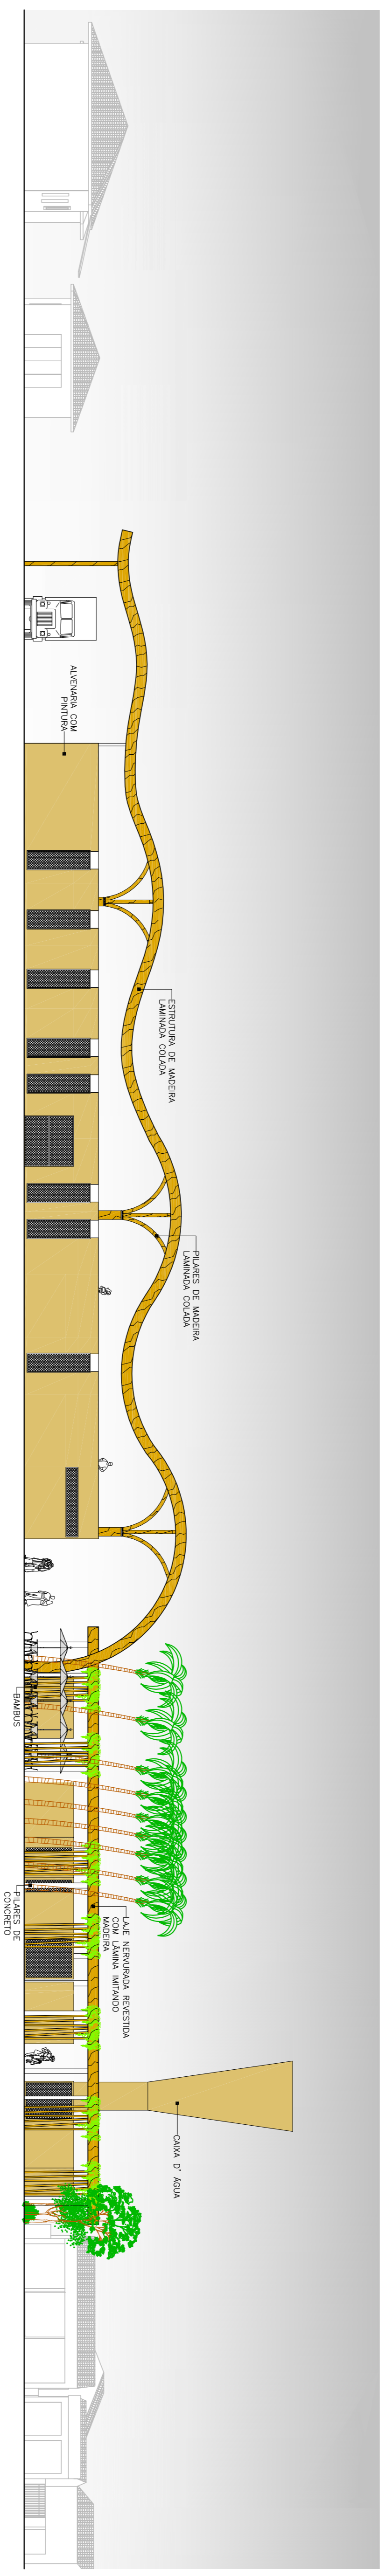 ALVENARIA COM
PINTURA
ESTRUTURA DE MADEIRA
LAMINADA COLADA
PILARES DE MADEIRA
LAMINADA COLADA
BAMBUS
PILARES DE
CONCRETO
LAJE NERVURADA REVESTIDA
COM LÂMINA IMITANDO
MADEIRA
CAIXA D' ÁGUA